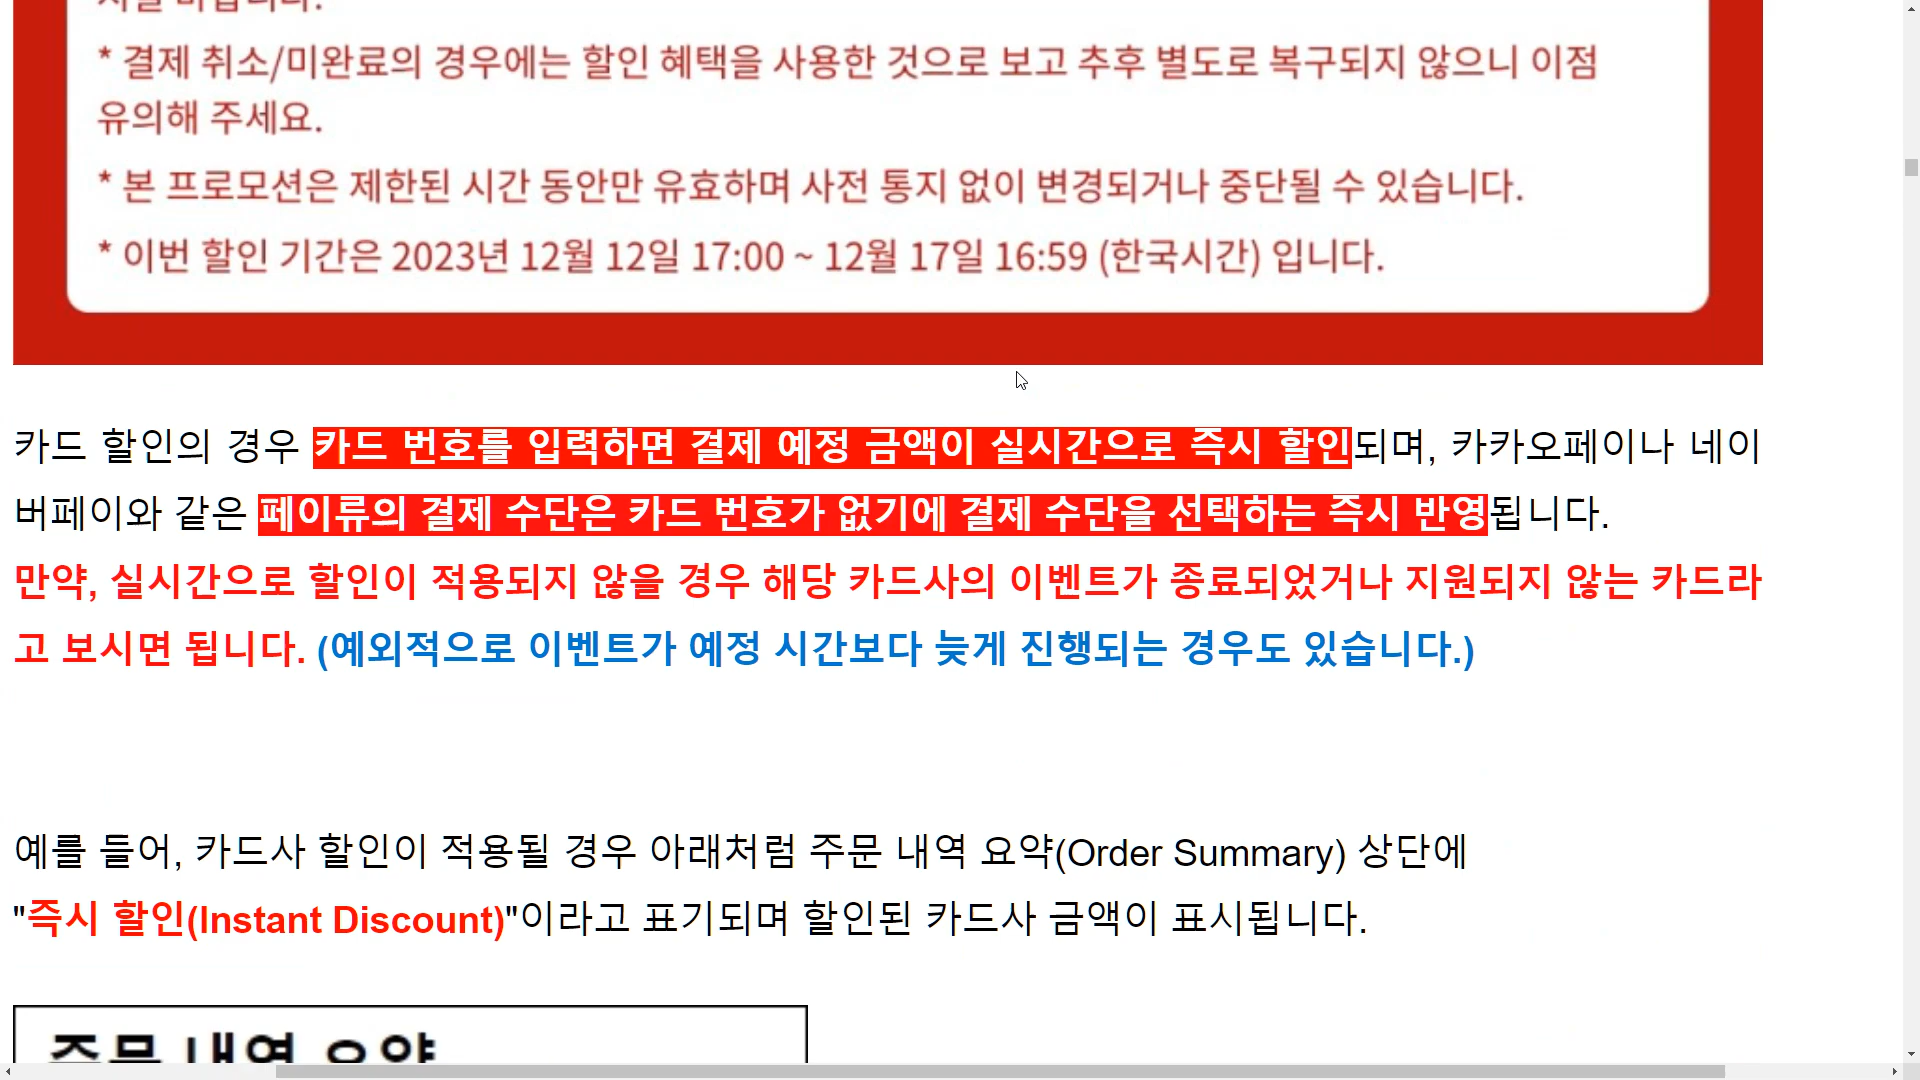 * 결제 취소/미완료의 경우에는 할인 혜택을 사용한 것으로 보고 추후 별도로 복구되지 않으니 이점
유의해 주세요.
* 본 프로모션은 제한된 시간 동안만 유효하며 사전 통지 없이 변경되거나 중단될 수 있습니다.
* 이번 할인 기간은 2023년 12월 12일 17:00 ~ 12월 17일 16:59 (한국시간) 입니다.
카드 할인의 경우 카드 번호를 입력하면 결제 예정 금액이 실시간으로 즉시 할인되며, 카카오페이나 네이
버페이와 같은 페이류의 결제 수단은 카드 번호가 없기에 결제 수단을 선택하는 즉시 반영됩니다.
만약, 실시간으로 할인이 적용되지 않을 경우 해당 카드사의 이벤트가 종료되었거나 지원되지 않는 카드라
고 보시면 됩니다. (예외적으로 이벤트가 예정 시간보다 늦게 진행되는 경우도 있습니다.)
예를 들어, 카드사 할인이 적용될 경우 아래처럼 주문 내역 요약(Order Summary) 상단에
"즉시 할인(Instant Discount)"이라고 표기되며 할인된 카드사 금액이 표시됩니다.
주문 내역 요약